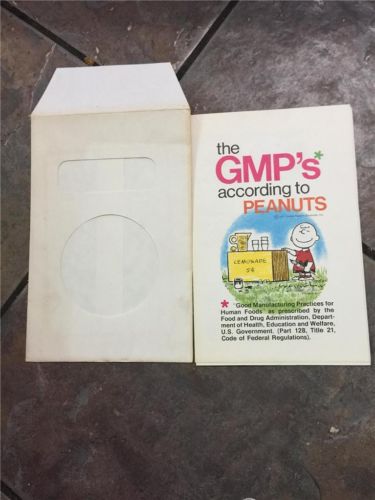 the
GMP's*
according to
PEANUTS
LEMONADE
5¢
* "Good Manufacturing Practices for
Human Foods as prescribed by the
Food and Drug Administration, Depart-
ment of Health, Education and Welfare,
U.S. Government. (Part 128, Title 21,
Code of Federal Regulations).